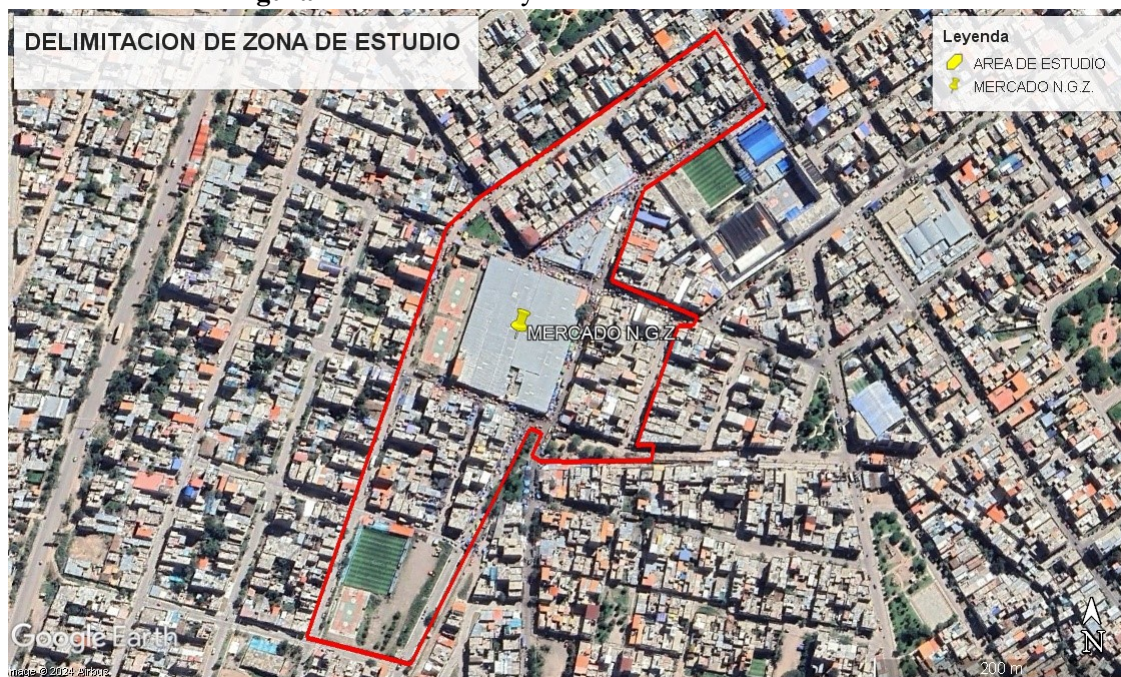 DELIMITACION DE ZONA DE ESTUDIO
Leyenda
AREA DE ESTUDIO
MERCADO N.G.Z.
MERCADO N.G.Z.
Google Earth
Image © 2024 Airbus
200 m
N